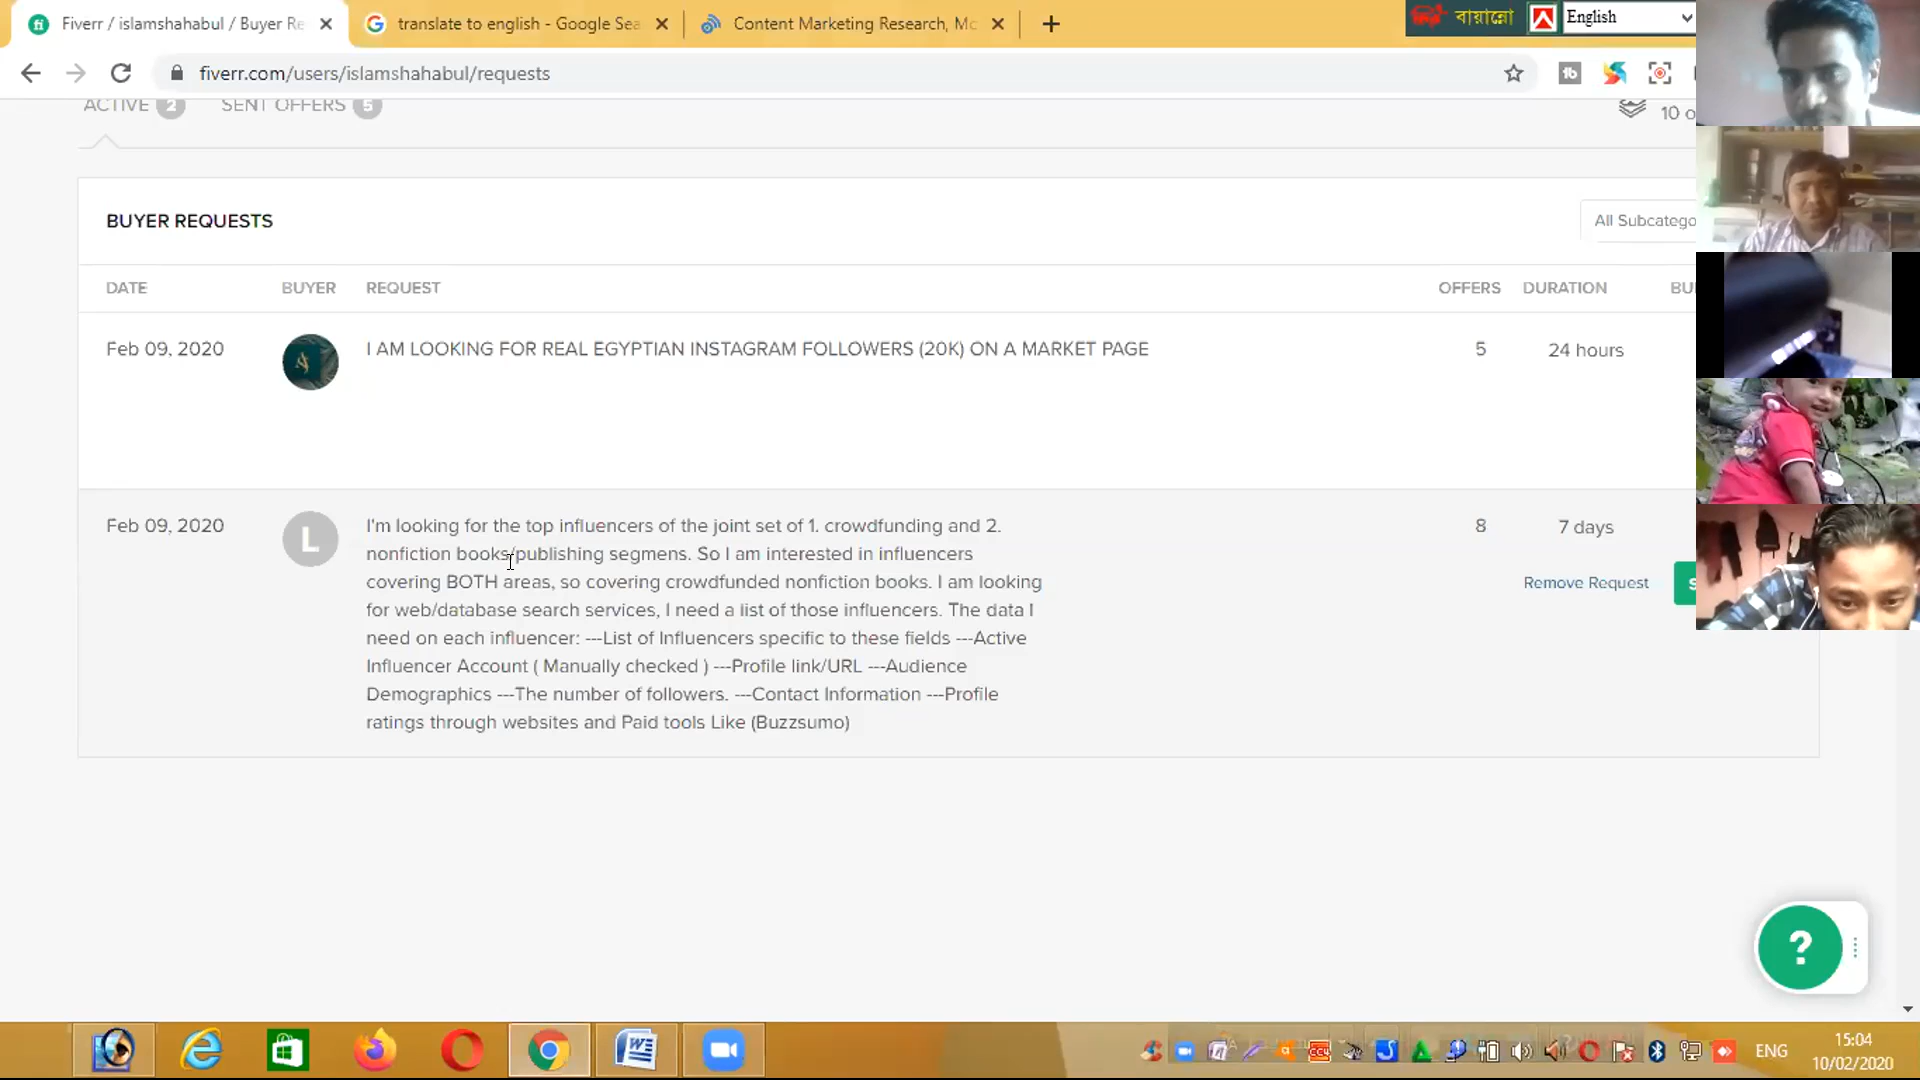 Fiverr / islamshahabul / Buyer Re
translate to english - Google Sea
Content Marketing Research, Mc
বায়ান্নো
English
fiverr.com/users/islamshahabul/requests
ACTIVE 2
SENT OFFERS 5
10 o
BUYER REQUESTS
All Subcatego
DATE
BUYER
REQUEST
OFFERS
DURATION
BU
Feb 09, 2020
I AM LOOKING FOR REAL EGYPTIAN INSTAGRAM FOLLOWERS (20K) ON A MARKET PAGE
5
24 hours
Feb 09, 2020
L
I'm looking for the top influencers of the joint set of 1. crowdfunding and 2.
nonfiction books/publishing segmens. So I am interested in influencers
covering BOTH areas, so covering crowdfunded nonfiction books. I am looking
for web/database search services, I need a list of those influencers. The data I
need on each influencer: ---List of Influencers specific to these fields ---Active
Influencer Account ( Manually checked ) ---Profile link/URL ---Audience
Demographics ---The number of followers. ---Contact Information ---Profile
ratings through websites and Paid tools Like (Buzzsumo)
8
7 days
Remove Request
S
?
ENG
15:04
10/02/2020